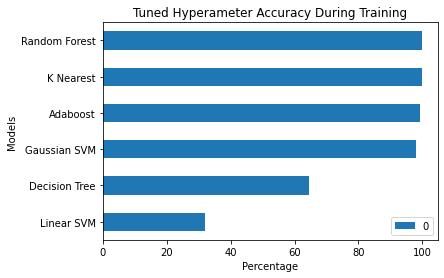 Tuned Hyperameter Accuracy During Training
Random Forest
K Nearest
Adaboost
Gaussian SVM
Decision Tree
Linear SVM
Models
0
0 20 40 60 80 100
Percentage